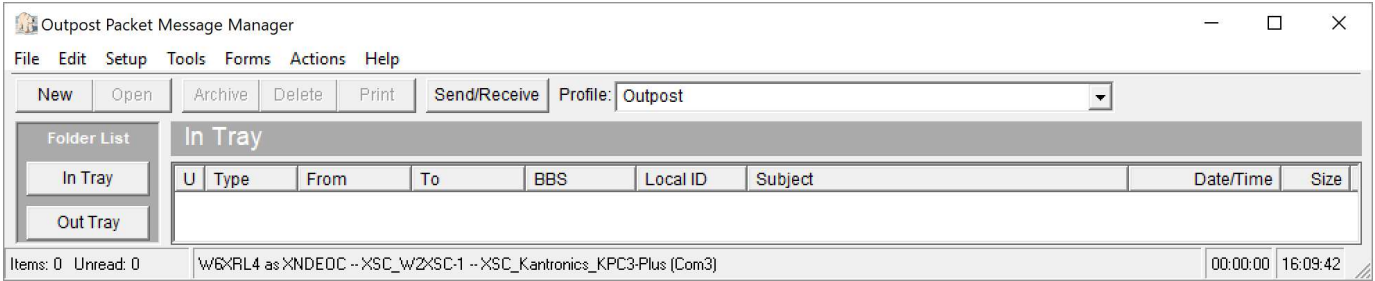 Outpost Packet Message Manager
File Edit Setup Tools Forms Actions Help
New Open Archive Delete Print Send/Receive Profile: Outpost
Folder List In Tray
In Tray U Type From To BBS Local ID Subject Date/Time Size
Out Tray
Items: 0 Unread: 0 W6XRL4 as XNDEOC -- XSC_W2XSC-1 -- XSC_Kantronics_KPC3-Plus (Com3) 00:00:00 16:09:42